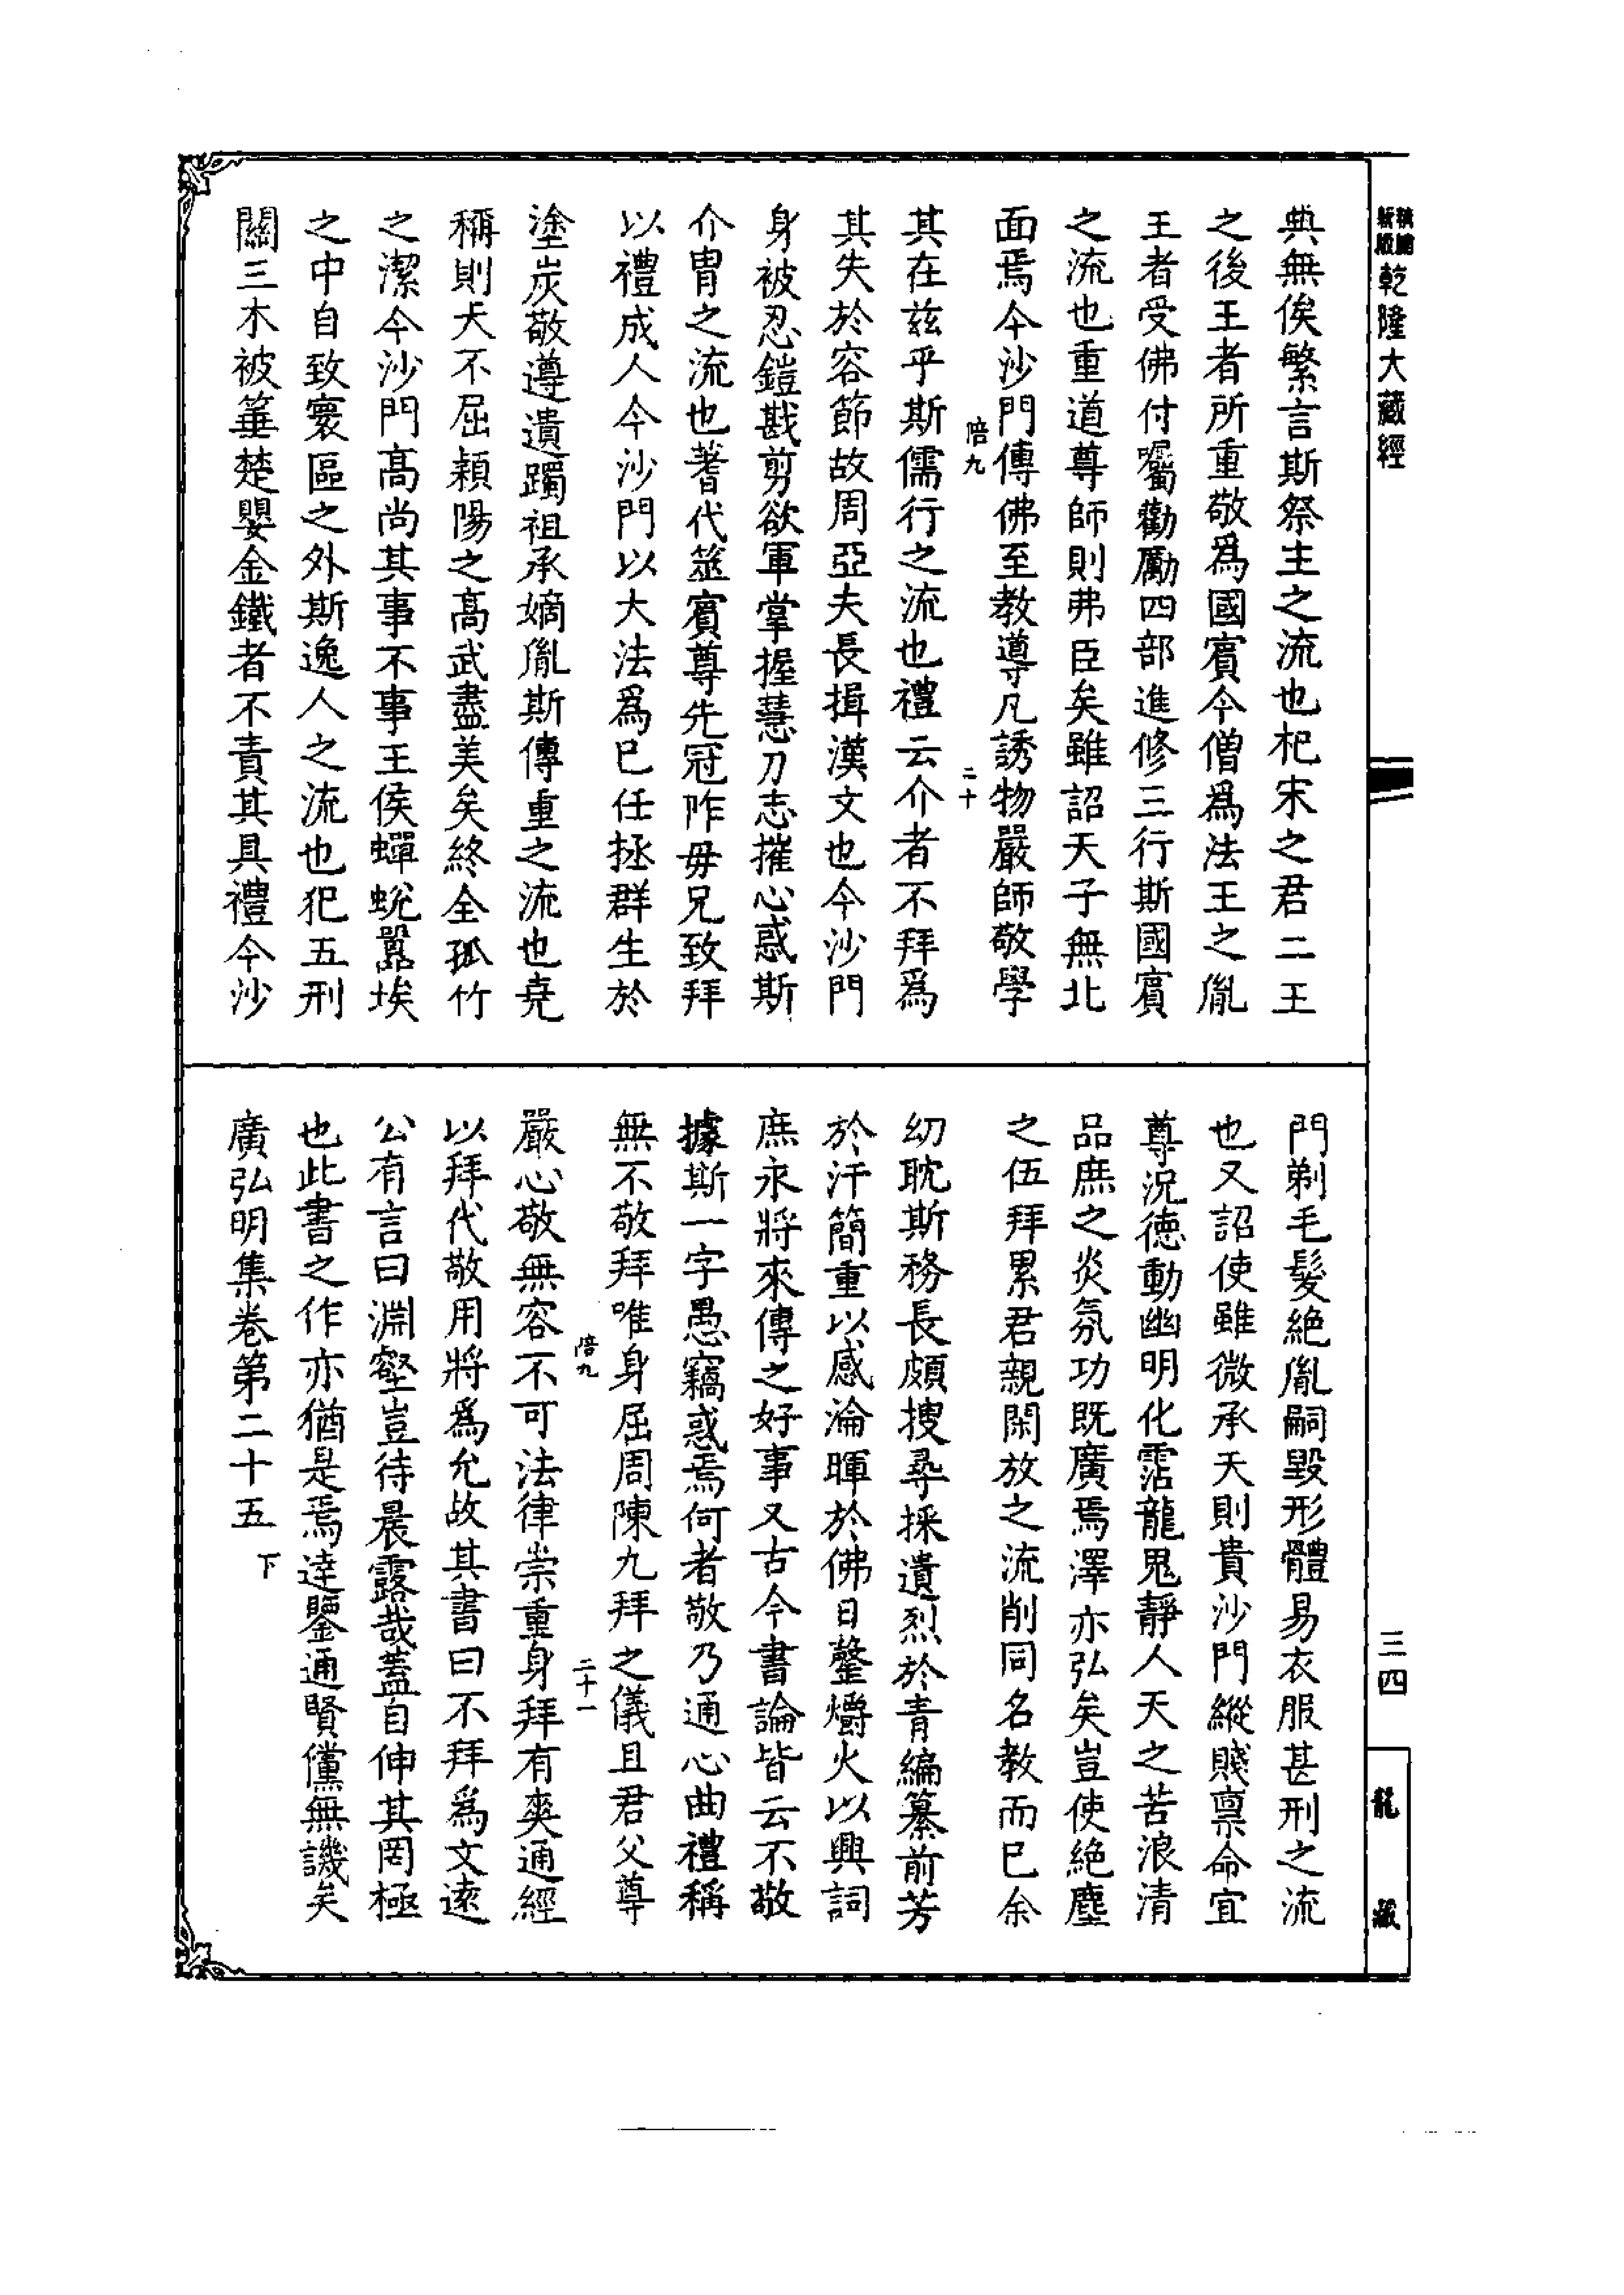 乾隆大藏經
典無俟繁言斯祭主之流也杞宋之君二王
之後王者所重敬爲國賓今僧爲法王之胤
王者受佛付囑勸勵四部進修三行斯國賓
之流也重道尊師則弗臣矣雖詔天子無北
面焉今沙門傳佛至教導凡誘物嚴師敬學
陪九
二十
其在兹乎斯儒行之流也禮云介者不拜爲
其失於容節故周亞夫長揖漢文也今沙門
身被忍鎧戡剪欲軍掌握慧刀志摧心惑斯
介冑之流也蓍代筮賓尊先冠阼毋兄致拜
以禮成人今沙門以大法爲巳任拯群生於
塗炭敬遵遺躅祖承嫡胤斯傳重之流也堯
稱則天不屈穎陽之高武盡美矣終全孤竹
之潔今沙門高尚其事不事王侯蟬蛻囂埃
之中自致寰區之外斯逸人之流也犯五刑
關三木被箠楚嬰金鐵者不責其具禮今沙
門剃毛髮絶胤嗣毀形體易衣服甚刑之流
也又詔使雖微承天則貴沙門縱賤禀命宜
尊況德動幽明化霑龍鬼靜人天之苦浪清
品庶之炎氛功既廣焉澤亦弘矣豈使絶塵
之伍拜累君親閑放之流削同名教而巳余
幼耽斯務長頗搜尋採遺烈於青編纂前芳
於汗簡重以感淪暉於佛日罄爝火以興詞
庶永將來傳之好事又古今書論皆云不敬
據斯一字愚竊惑焉何者敬乃通心曲禮稱
無不敬拜唯身屈周陳九拜之儀且君父尊
陪九
二十一
嚴心敬無容不可法律崇重身拜有爽通經
以拜代敬用將爲允故其書曰不拜爲文遠
公有言曰淵壑豈待晨露哉蓋自伸其罔極
也此書之作亦猶是焉達鑒通賢儻無譏矣
廣弘明集卷第二十五下
三四
龍藏